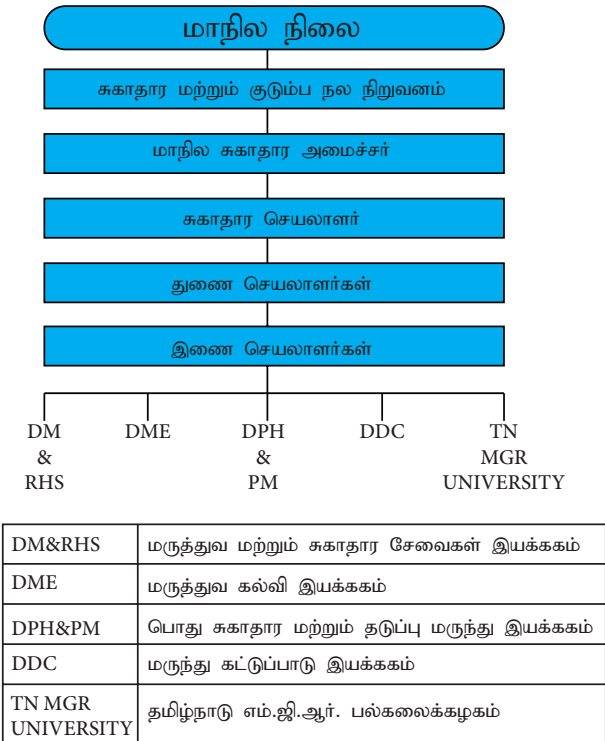 மாநில நிலை
சுகாதார மற்றும் குடும்ப நல நிறுவனம்
மாநில சுகாதார அமைச்சர்
சுகாதார செயலாளர்
துணை செயலாளர்கள்
இணை செயலாளர்கள்
DM & RHS
DME
DPH & PM
DDC
TN MGR UNIVERSITY
DM&RHS மருத்துவ மற்றும் சுகாதார சேவைகள் இயக்ககம்
DME மருத்துவ கல்வி இயக்ககம்
DPH&PM பொது சுகாதார மற்றும் தடுப்பு மருந்து இயக்ககம்
DDC மருந்து கட்டுப்பாடு இயக்ககம்
TN MGR UNIVERSITY தமிழ்நாடு எம்.ஜி.ஆர். பல்கலைக்கழகம்